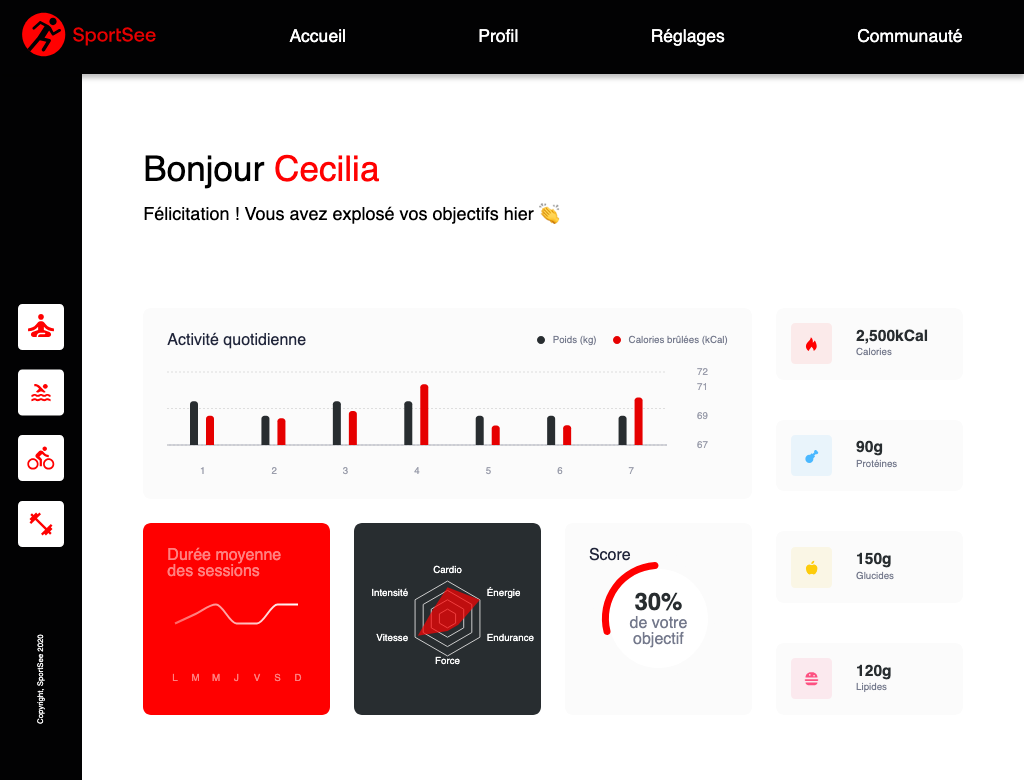 SportSee
Accueil
Profil
Réglages
Communauté
Bonjour Cecilia
Félicitation ! Vous avez explosé vos objectifs hier 👏
Activité quotidienne
Poids (kg)
Calories brûlées (kCal)
72
71
69
67
1 2 3 4 5 6 7
2,500kCal
Calories
90g
Protéines
150g
Glucides
120g
Lipides
Durée moyenne
des sessions
L M M J V S D
Cardio
Intensité
Énergie
Vitesse
Endurance
Force
Score
30%
de votre
objectif
Copyright, SportSee 2020